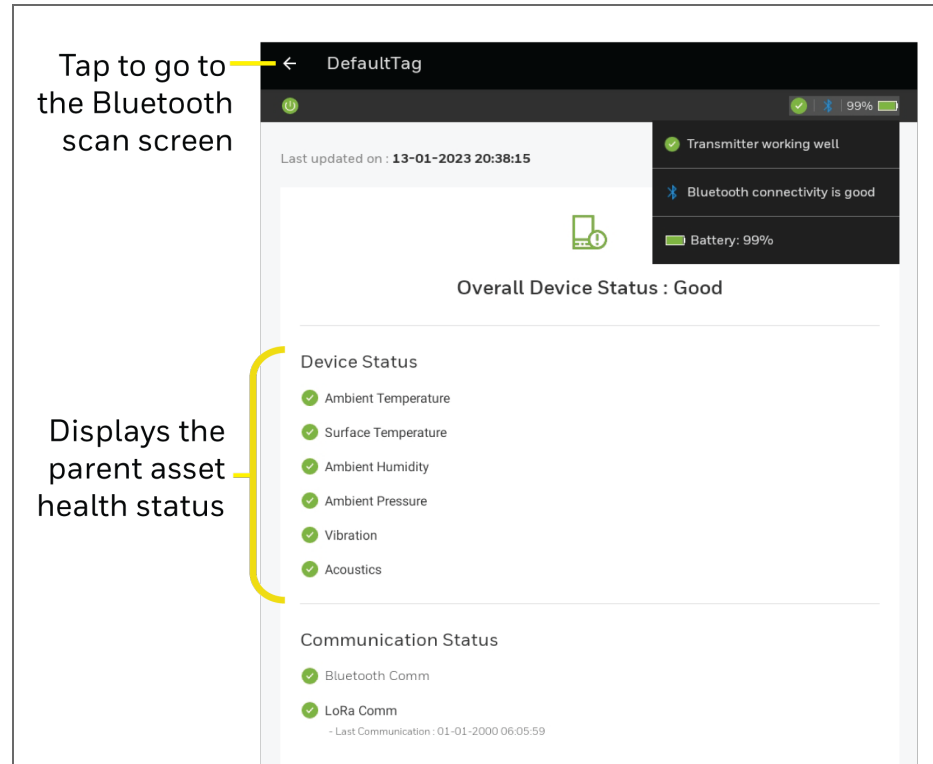 Tap to go to
the Bluetooth
scan screen
DefaultTag
99%
Last updated on : 13-01-2023 20:38:15
Transmitter working well
Bluetooth connectivity is good
Battery: 99%
Overall Device Status : Good
Displays the
parent asset
health status
Device Status
Ambient Temperature
Surface Temperature
Ambient Humidity
Ambient Pressure
Vibration
Acoustics
Communication Status
Bluetooth Comm
LoRa Comm
- Last Communication : 01-01-2000 06:05:59